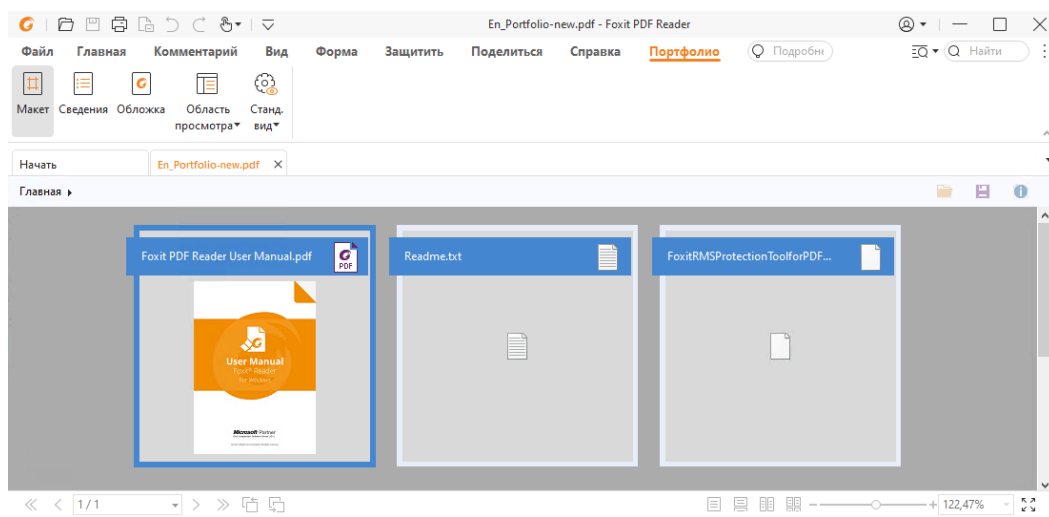 En_Portfolio-new.pdf - Foxit PDF Reader
Файл Главная Комментарий Вид Форма Защитить Поделиться Справка Портфолио Подробне Найти
Макет Сведения Обложка Область просмотра Станд. вид
Начать En_Portfolio-new.pdf
Главная
Foxit PDF Reader User Manual.pdf
PDF
Readme.txt
FoxitRMSProtectionToolforPDF...
User Manual
Foxit® Reader
For Windows
Microsoft Partner
1 / 1
122,47%